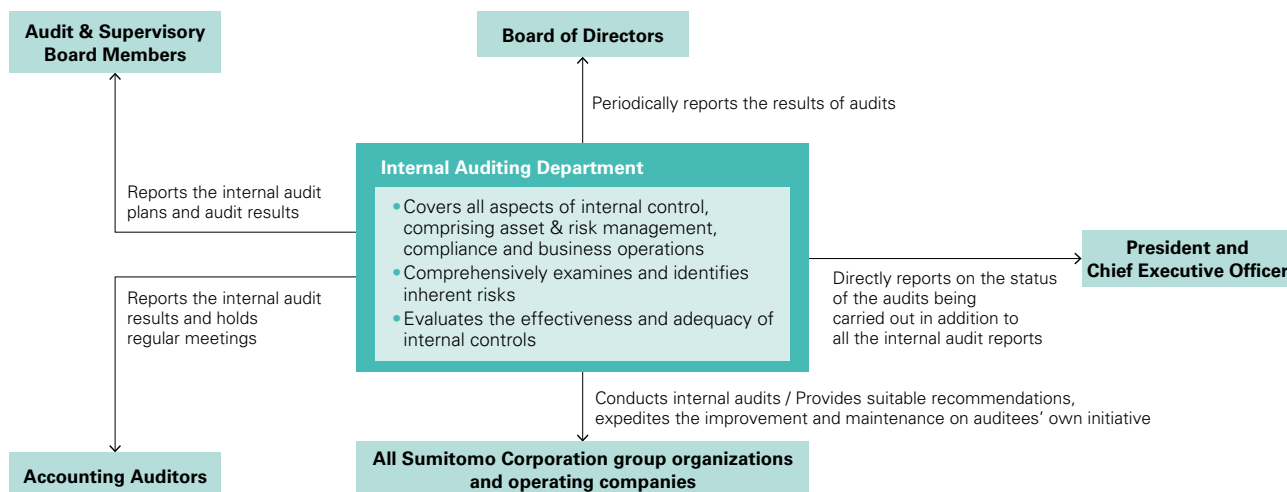 Audit & Supervisory
Board Members
Board of Directors
Periodically reports the results of audits
Internal Auditing Department
Reports the internal audit
plans and audit results
•Covers all aspects of internal control,
comprising asset & risk management,
compliance and business operations
•Comprehensively examines and identifies
inherent risks
•Evaluates the effectiveness and adequacy of
internal controls
President and
Chief Executive Officer
Directly reports on the status
of the audits being
carried out in addition to
all the internal audit reports
Reports the internal audit
results and holds
regular meetings
Conducts internal audits / Provides suitable recommendations,
expedites the improvement and maintenance on auditees’ own initiative
Accounting Auditors
All Sumitomo Corporation group organizations
and operating companies